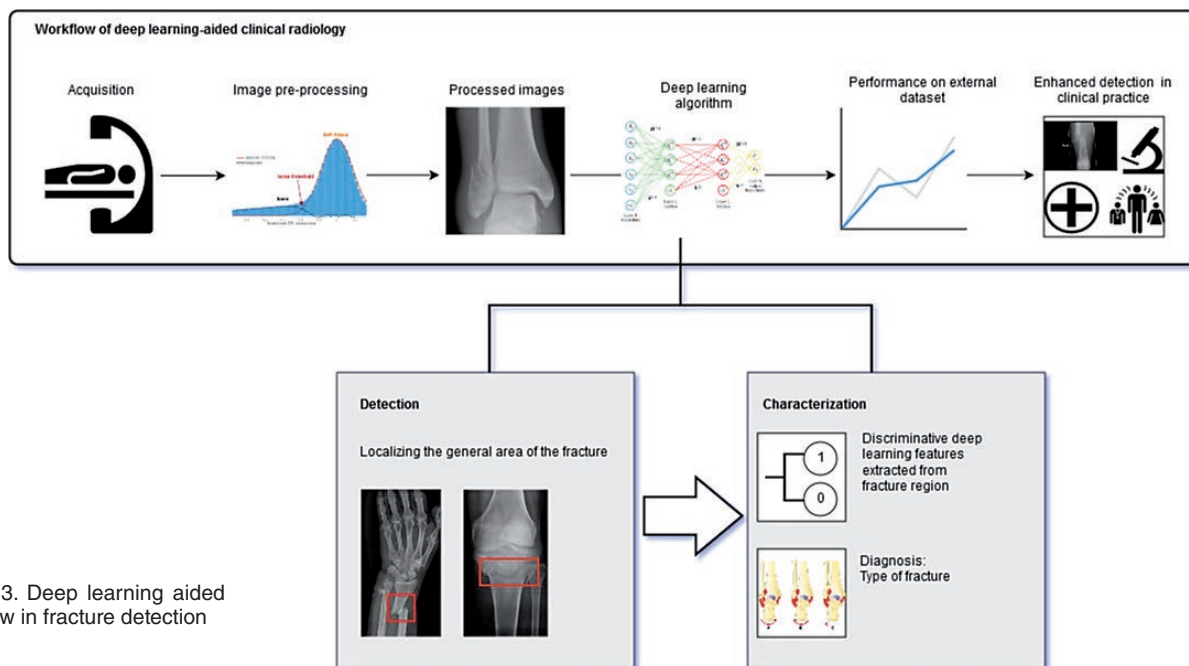 Workflow of deep learning-aided clinical radiology
Acquisition
Image pre-processing
Processed images
Deep learning
algorithm
Performance on external
dataset
Enhanced detection in
clinical practice
Bone
Detection
Localizing the general area of the fracture
Characterization
1
0
Discriminative deep
learning features
extracted from
fracture region
Diagnosis:
Type of fracture
3. Deep learning aided
w in fracture detection